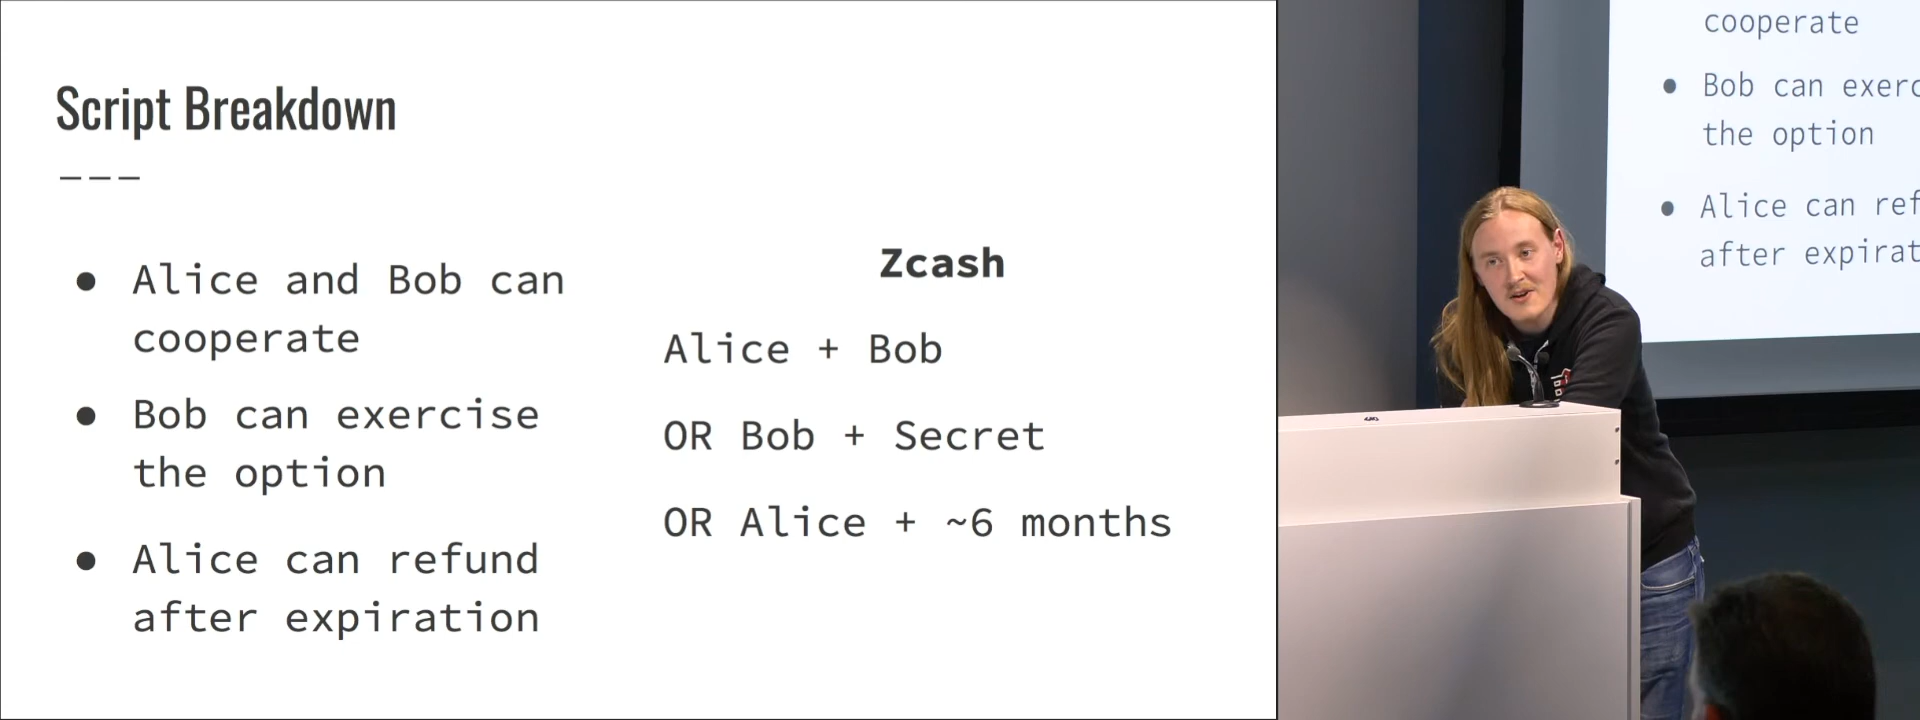 Script Breakdown
---
● Alice and Bob can
cooperate
● Bob can exercise
the option
● Alice can refund
after expiration
Zcash
Alice + Bob
OR Bob + Secret
OR Alice + ~6 months
cooperate
● Bob can exerc
the option
● Alice can ref
after expirat